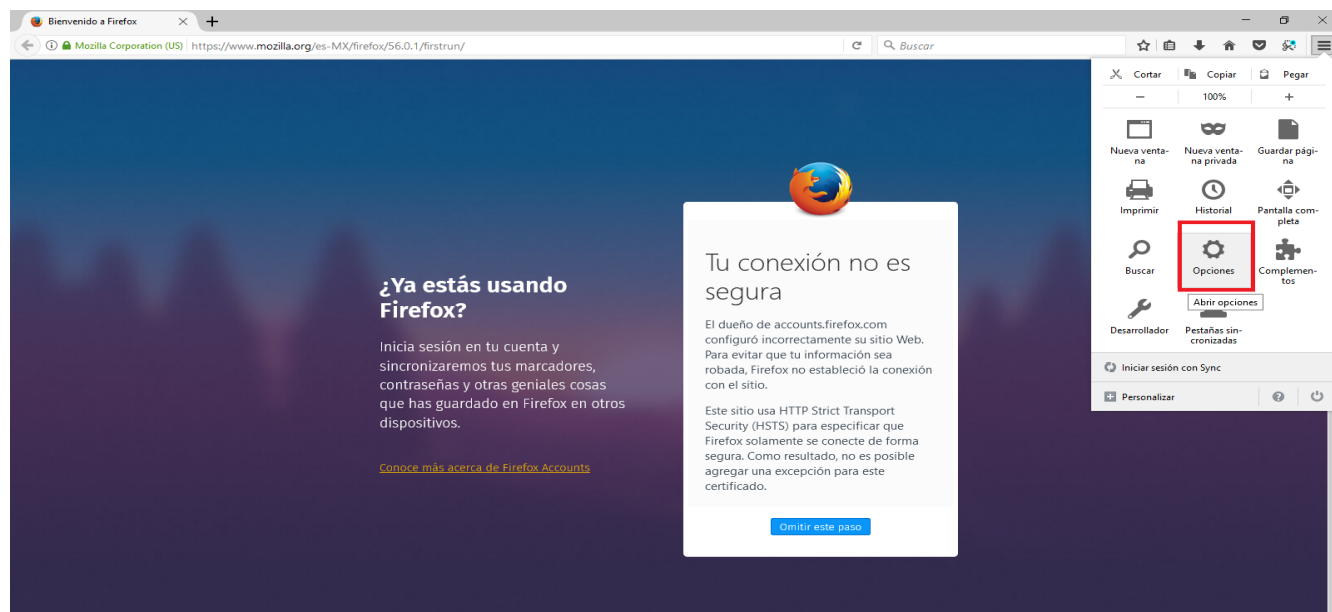 Bienvenido a Firefox
Mozilla Corporation (US) https://www.mozilla.org/es-MX/firefox/56.0.1/firstrun/
Buscar
Cortar Copiar Pegar
100%
Nueva venta-
na
Nueva venta-
na privada
Guardar pági-
na
Imprimir
Historial
Pantalla com-
pleta
Buscar
Opciones
Complemen-
tos
Abrir opciones
Desarrollador
Pestañas sin-
cronizadas
Iniciar sesión con Sync
Personalizar
¿Ya estás usando
Firefox?
Inicia sesión en tu cuenta y
sincronizaremos tus marcadores,
contraseñas y otras geniales cosas
que has guardado en Firefox en otros
dispositivos.
Conoce más acerca de Firefox Accounts
Tu conexión no es
segura
El dueño de accounts.firefox.com
configuró incorrectamente su sitio Web.
Para evitar que tu información sea
robada, Firefox no estableció la conexión
con el sitio.
Este sitio usa HTTP Strict Transport
Security (HSTS) para especificar que
Firefox solamente se conecte de forma
segura. Como resultado, no es posible
agregar una excepción para este
certificado.
Omitir este paso